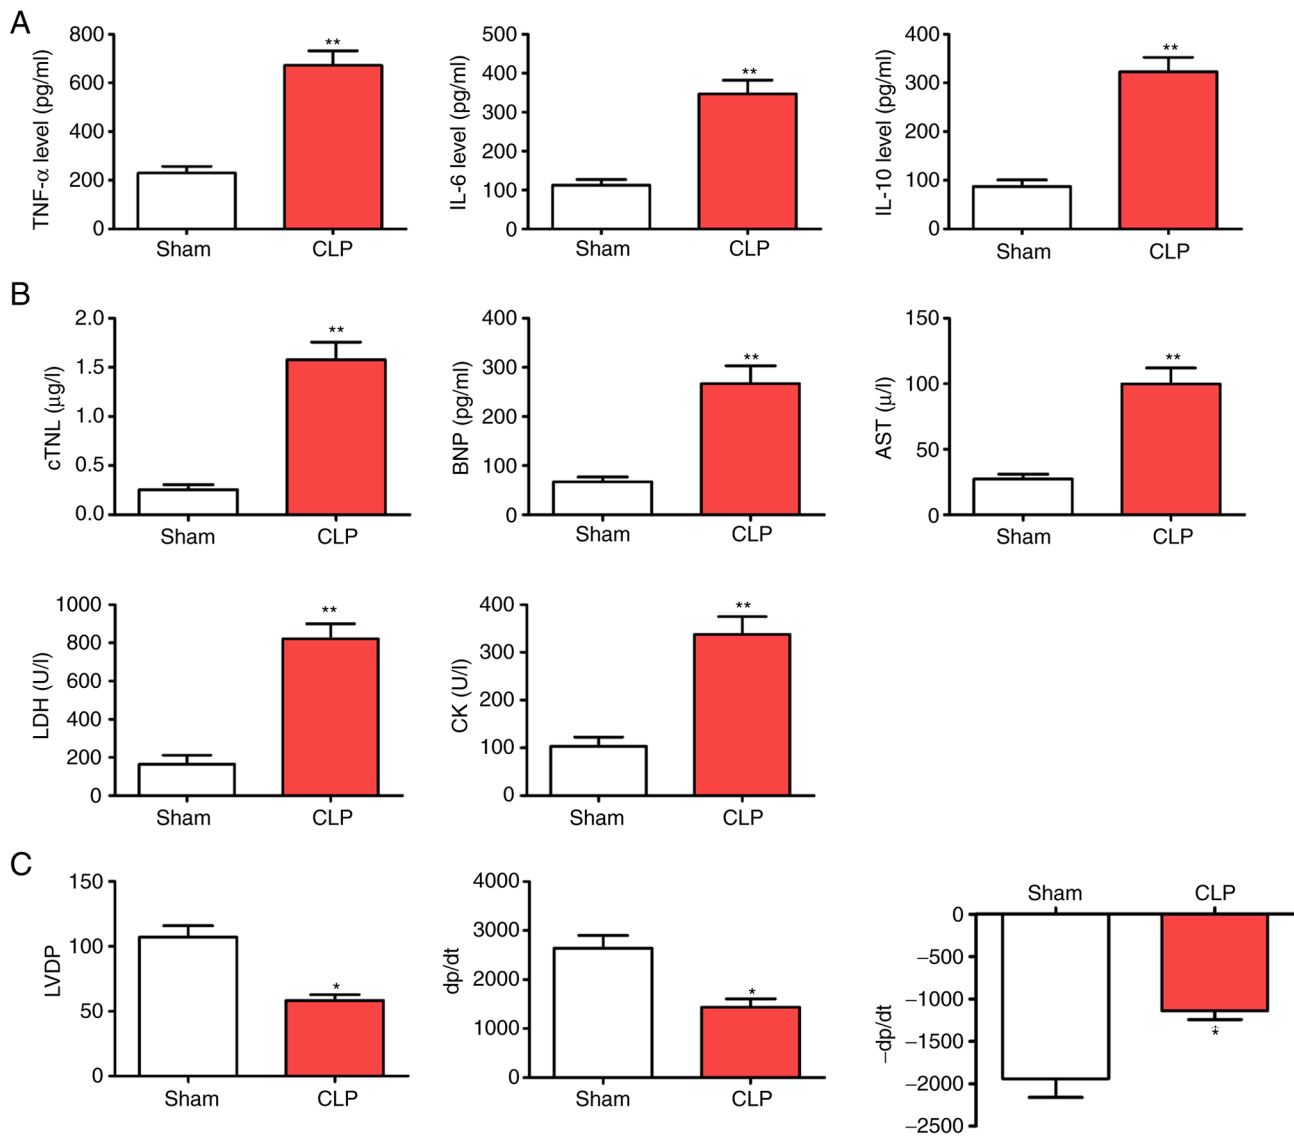 A
TNF-α level (pg/ml)
800
600
400
200
0
**
Sham
CLP
IL-6 level (pg/ml)
500
400
300
200
100
0
**
Sham
CLP
IL-10 level (pg/ml)
400
300
200
100
0
**
Sham
CLP
B
cTNL (μg/l)
2.0
1.5
1.0
0.5
0.0
**
Sham
CLP
BNP (pg/ml)
400
300
200
100
0
**
Sham
CLP
AST (μ/l)
150
100
50
0
**
Sham
CLP
LDH (U/l)
1000
800
600
400
200
0
**
Sham
CLP
CK (U/l)
400
300
200
100
0
**
Sham
CLP
C
LVDP
150
100
50
0
*
Sham
CLP
dp/dt
4000
3000
2000
1000
0
*
Sham
CLP
−dp/dt
Sham
CLP
0
−500
−1000
−1500
−2000
−2500
*